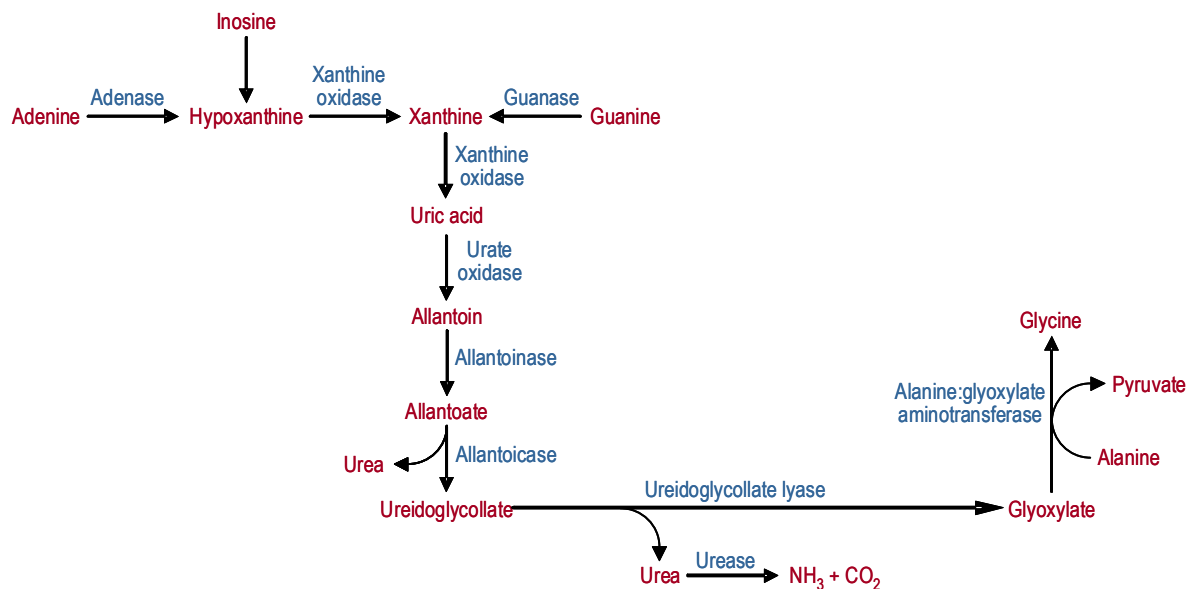 Inosine
Xanthine
oxidase
Adenase
Guanase
Adenine
Hypoxanthine
Xanthine
Guanine
Xanthine
oxidase
Uric acid
Urate
oxidase
Allantoin
Glycine
Allantoinase
Alanine:glyoxylate
aminotransferase
Pyruvate
Allantoate
Allantoicase
Urea
Alanine
Ureidoglycollate lyase
Ureidoglycollate
Glyoxylate
Urease
Urea
NH₃ + CO₂